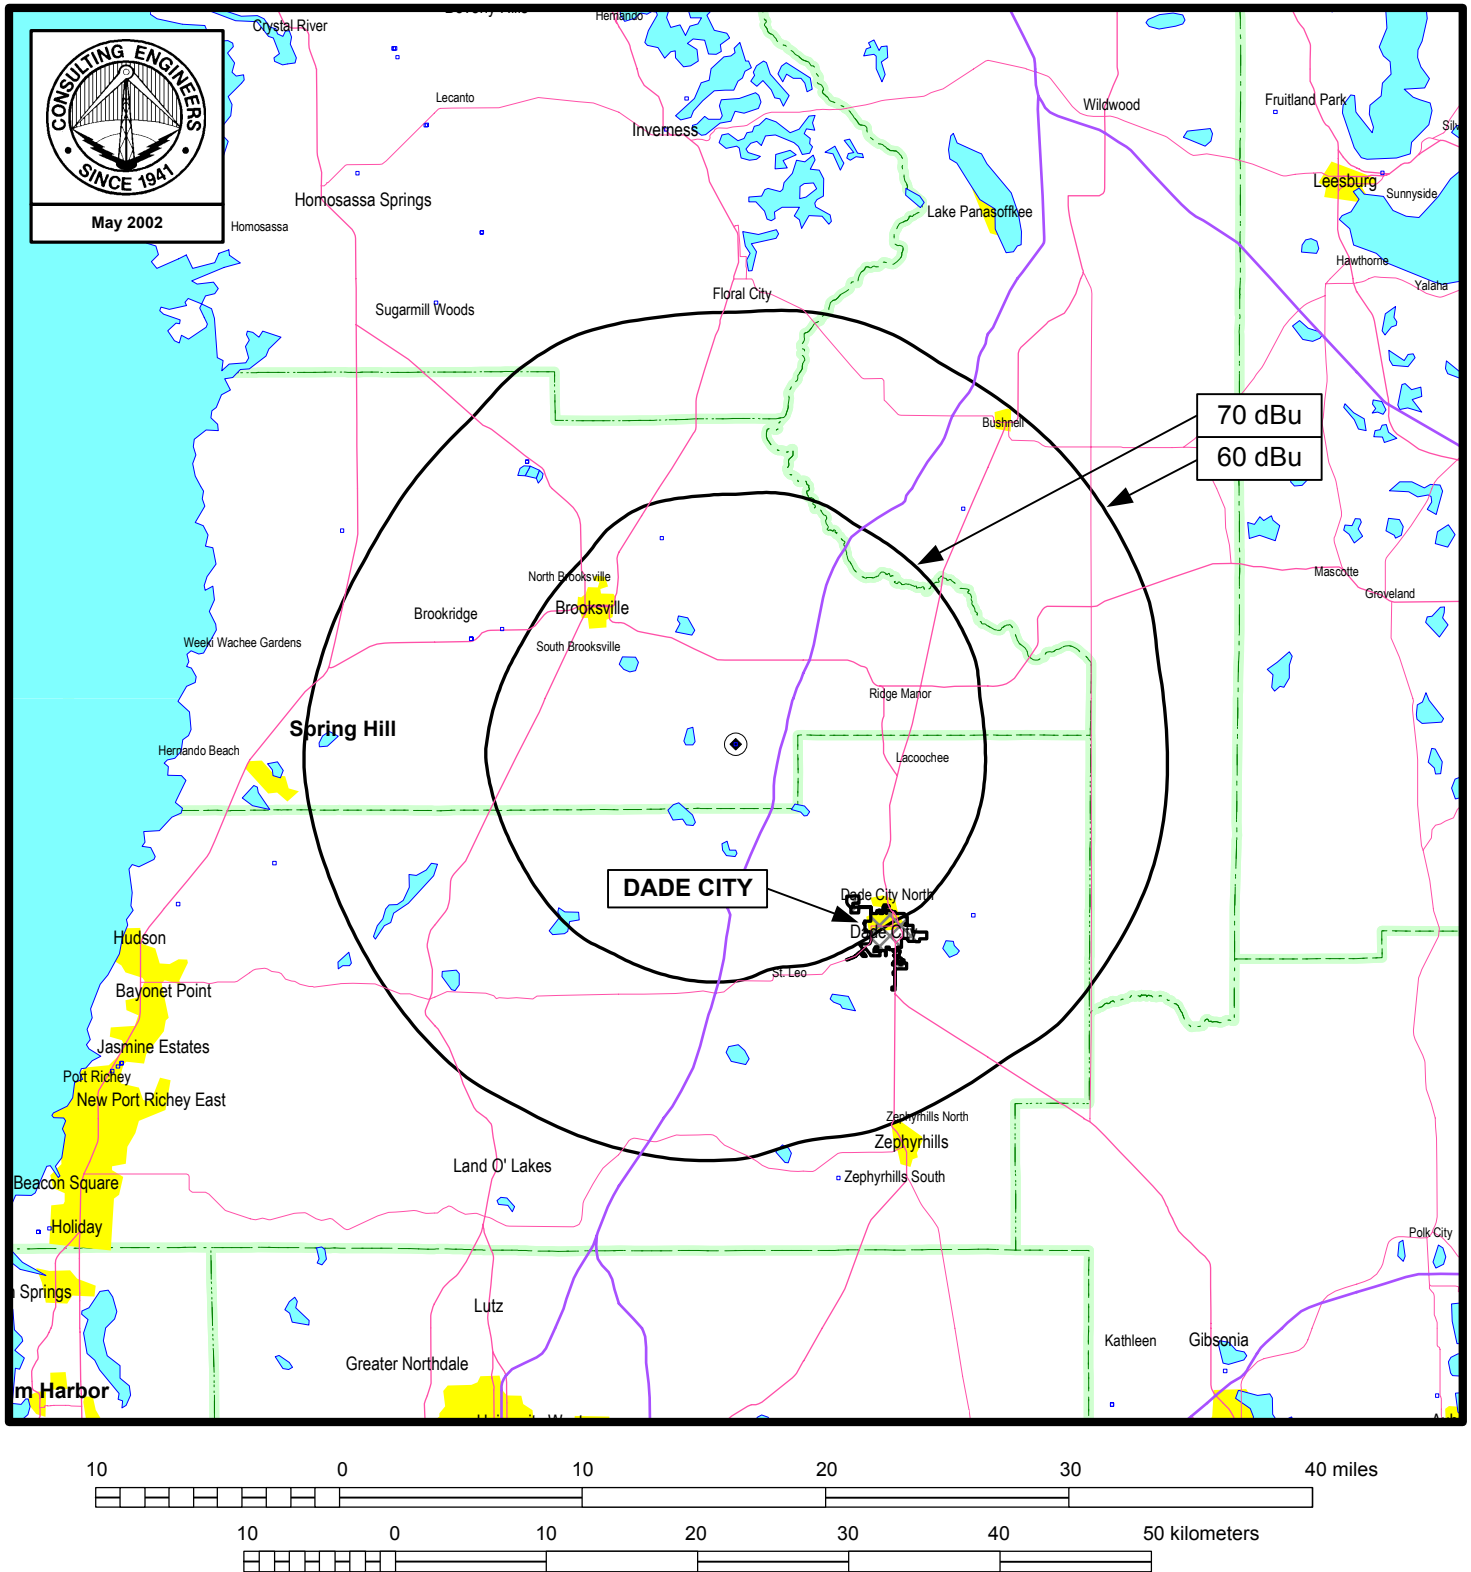 Beverly Hills
Hernando
Crystal River
CONSULTING ENGINEERS
SINCE 1941
May 2002
Lecanto
Inverness
Wildwood
Fruitland Park
Leesburg
Sunnyside
Homosassa Springs
Homosassa
Lake Panasoffkee
Hawthorne
Yalaha
Floral City
Sugarmill Woods
Bushnell
70 dBu
60 dBu
North Brooksville
Brooksville
South Brooksville
Brookridge
Weeki Wachee Gardens
Mascotte
Groveland
Ridge Manor
Spring Hill
Hernando Beach
Lacoochee
DADE CITY
Dade City North
Dade City
St. Leo
Hudson
Bayonet Point
Jasmine Estates
Port Richey
New Port Richey East
Zephyrhills North
Zephyrhills
Zephyrhills South
Land O' Lakes
Beacon Square
Holiday
Polk City
Springs
Lutz
Kathleen
Gibsonia
Greater Northdale
m Harbor
10 0 10 20 30 40 miles
10 0 10 20 30 40 50 kilometers